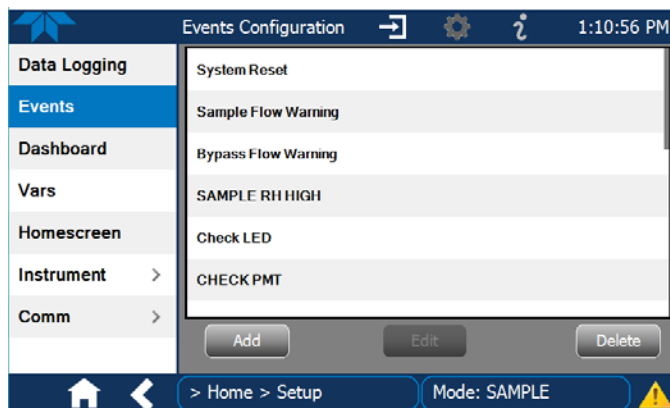 Events Configuration
1:10:56 PM
Data Logging
Events
Dashboard
Vars
Homescreen
Instrument >
Comm >
System Reset
Sample Flow Warning
Bypass Flow Warning
SAMPLE RH HIGH
Check LED
CHECK PMT
Add
Edit
Delete
> Home > Setup
Mode: SAMPLE